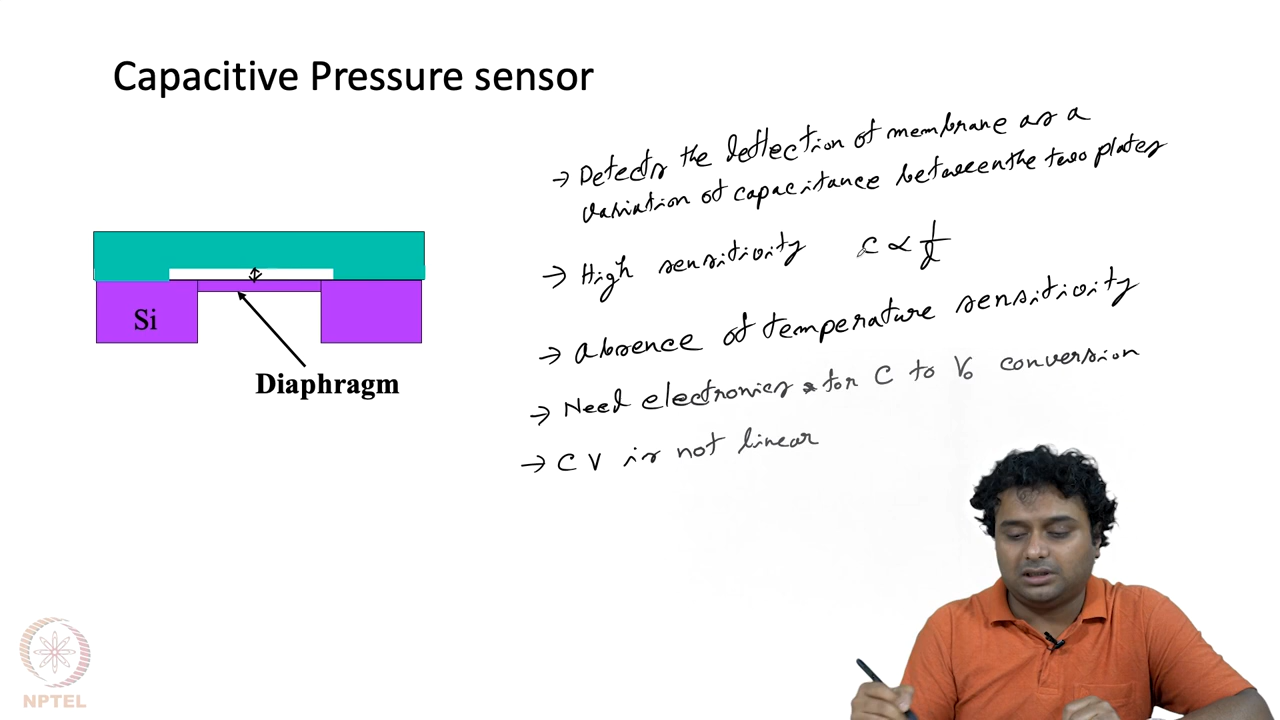 Capacitive Pressure sensor
→ Detects the deflection of membrane as a
variation of capacitance between the two plates
→ High sensitivity C ∝ 1/d
→ absence of temperature sensitivity
→ Need electronics for C to V₀ conversion
→ C V is not linear
Si
Diaphragm
NPTEL